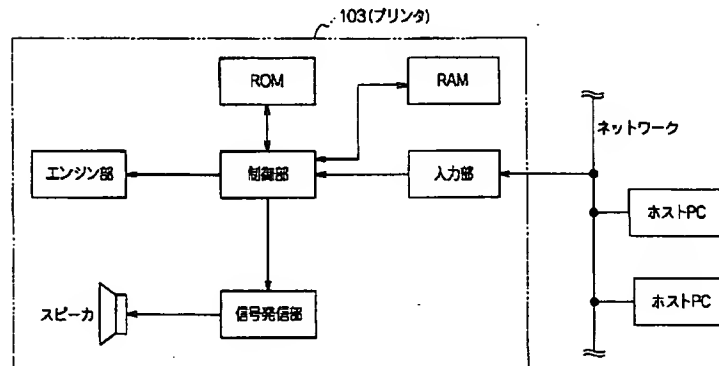 103(プリンタ)
ROM
RAM
ネットワーク
エンジン部
制御部
入力部
ホストPC
スピーカ
信号発信部
ホストPC